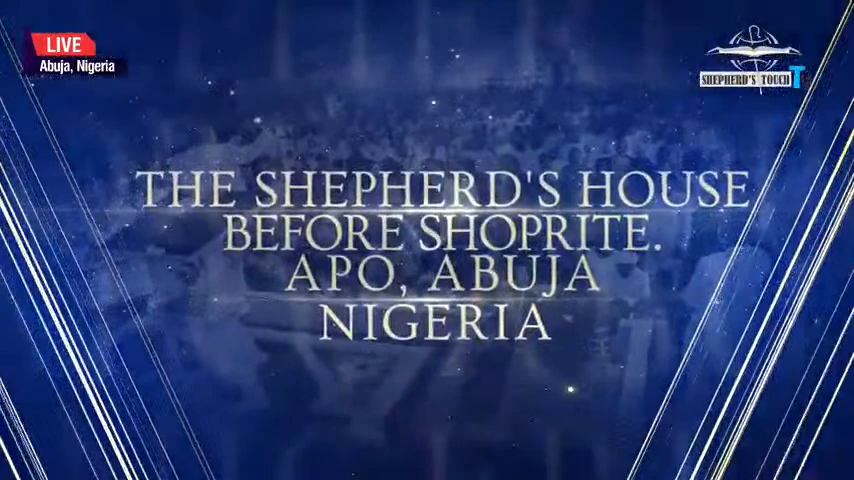 LIVE
Abuja, Nigeria
SHEPHERD'S TOUCH T
THE SHEPHERD'S HOUSE
BEFORE SHOPRITE.
APO, ABUJA
NIGERIA